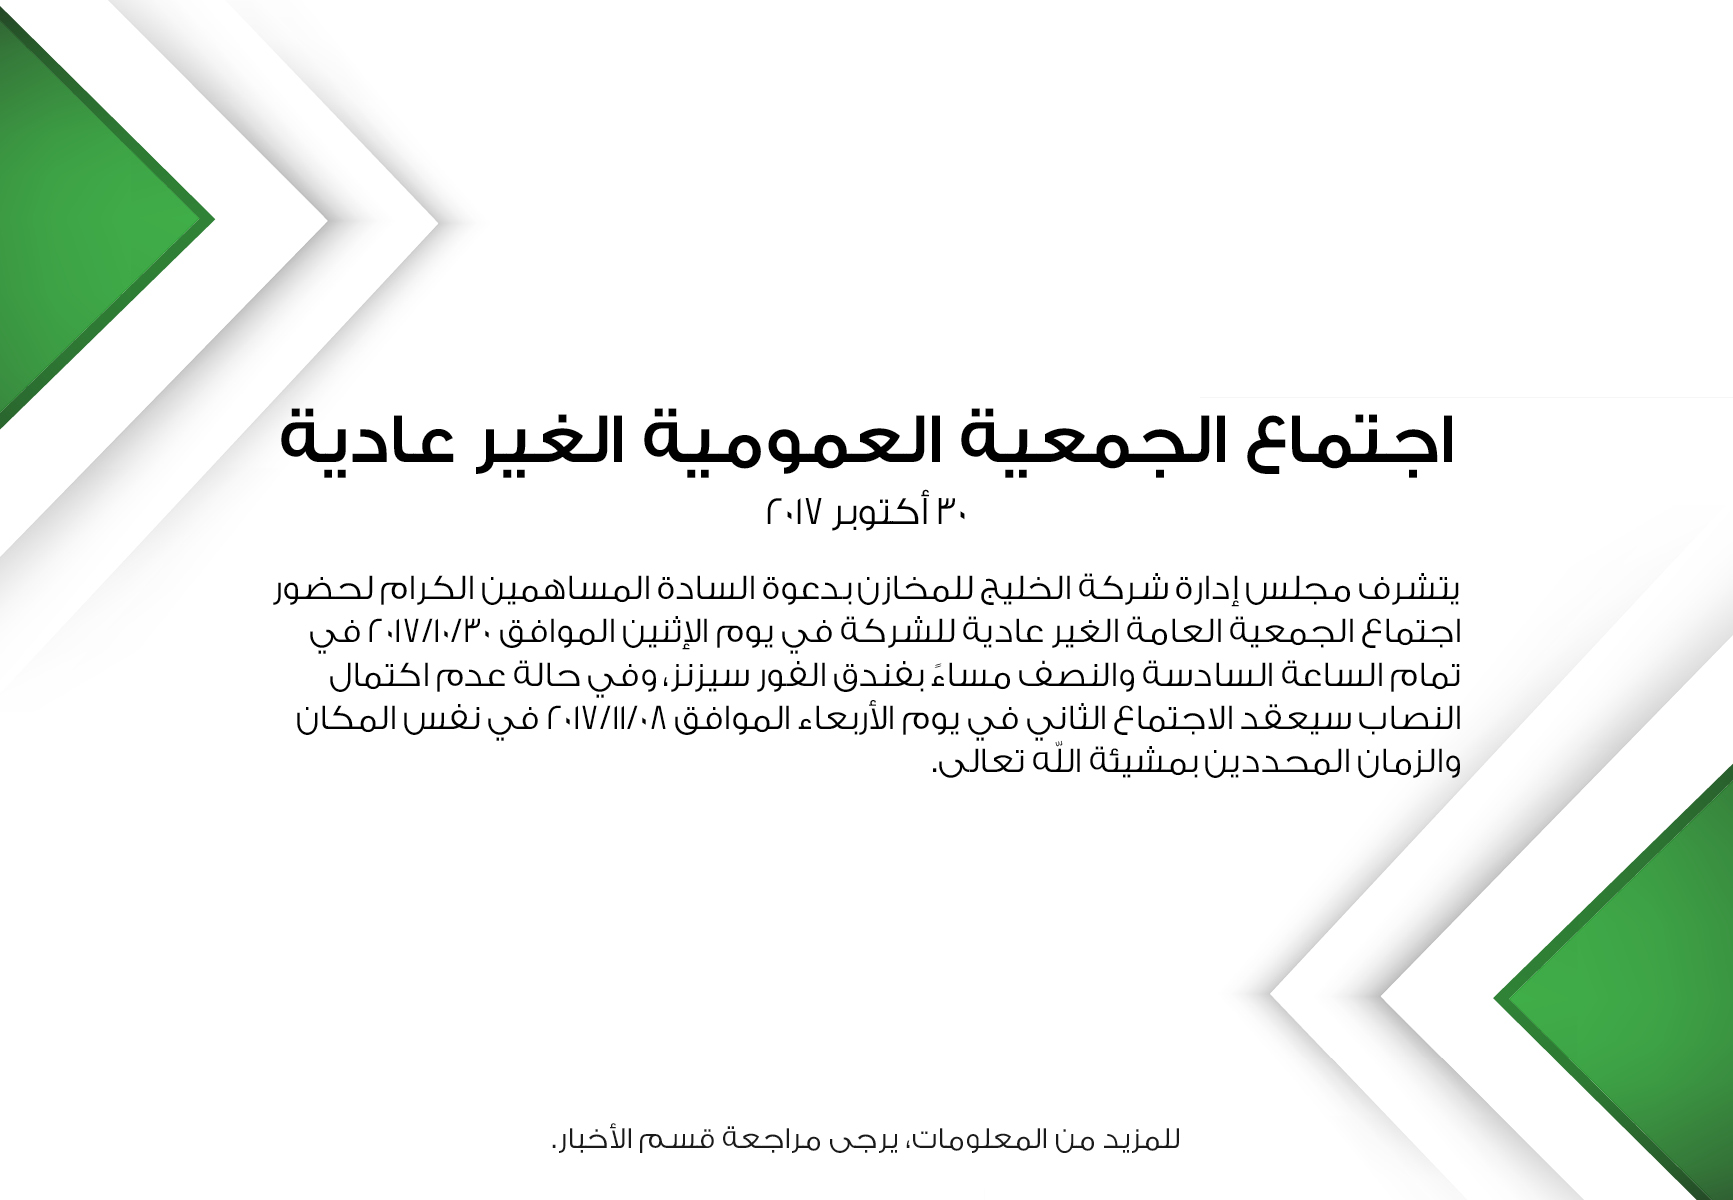 اجتماع الجمعية العمومية الغير عادية
٣٠ أكتوبر ٢٠١٧
يتشرف مجلس إدارة شركة الخليج للمخازن بدعوة السادة المساهمين الكرام لحضور
اجتماع الجمعية العامة الغير عادية للشركة في يوم الإثنين الموافق ٢٠١٧/١٠/٣٠ في
تمام الساعة السادسة والنصف مساءً بفندق الفور سيزنز، وفي حالة عدم اكتمال
النصاب سيعقد الاجتماع الثاني في يوم الأربعاء الموافق ٢٠١٧/١١/٠٨ في نفس المكان
والزمان المحددين بمشيئة اللّه تعالى.
للمزيد من المعلومات، يرجى مراجعة قسم الأخبار.